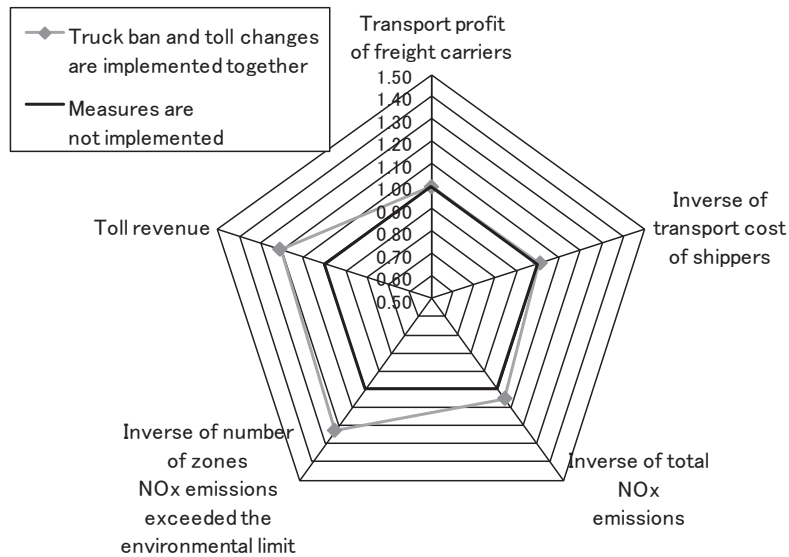 Truck ban and toll changes
are implemented together
Measures are
not implemented
Transport profit
of freight carriers
1.50
1.40
1.30
1.20
1.10
1.00
0.90
0.80
0.70
0.60
0.50
Inverse of
transport cost
of shippers
Toll revenue
Inverse of number
of zones
NOx emissions
exceeded the
environmental limit
Inverse of total
NOx
emissions